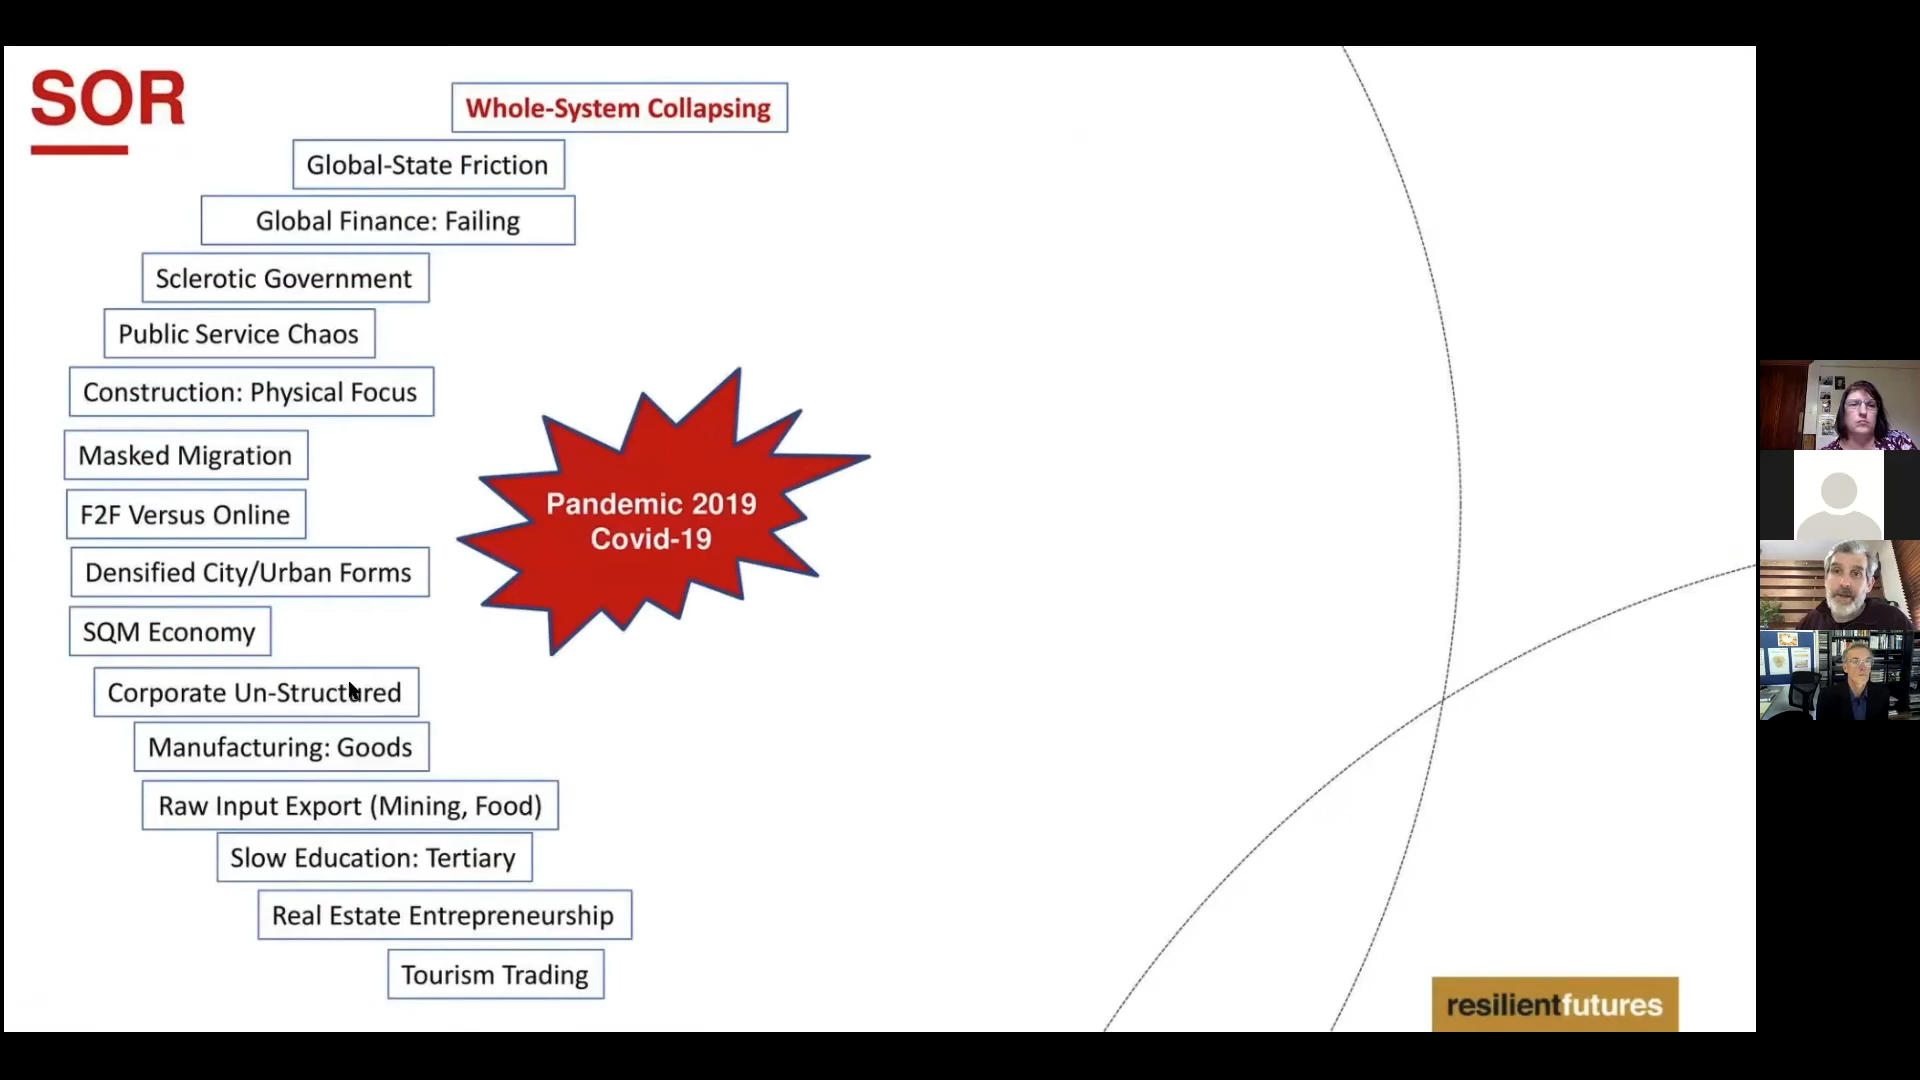 SOR
Whole-System Collapsing
Global-State Friction
Global Finance: Failing
Sclerotic Government
Public Service Chaos
Construction: Physical Focus
Masked Migration
F2F Versus Online
Densified City/Urban Forms
SQM Economy
Corporate Un-Structured
Manufacturing: Goods
Raw Input Export (Mining, Food)
Slow Education: Tertiary
Real Estate Entrepreneurship
Tourism Trading
Pandemic 2019
Covid-19
resilientfutures